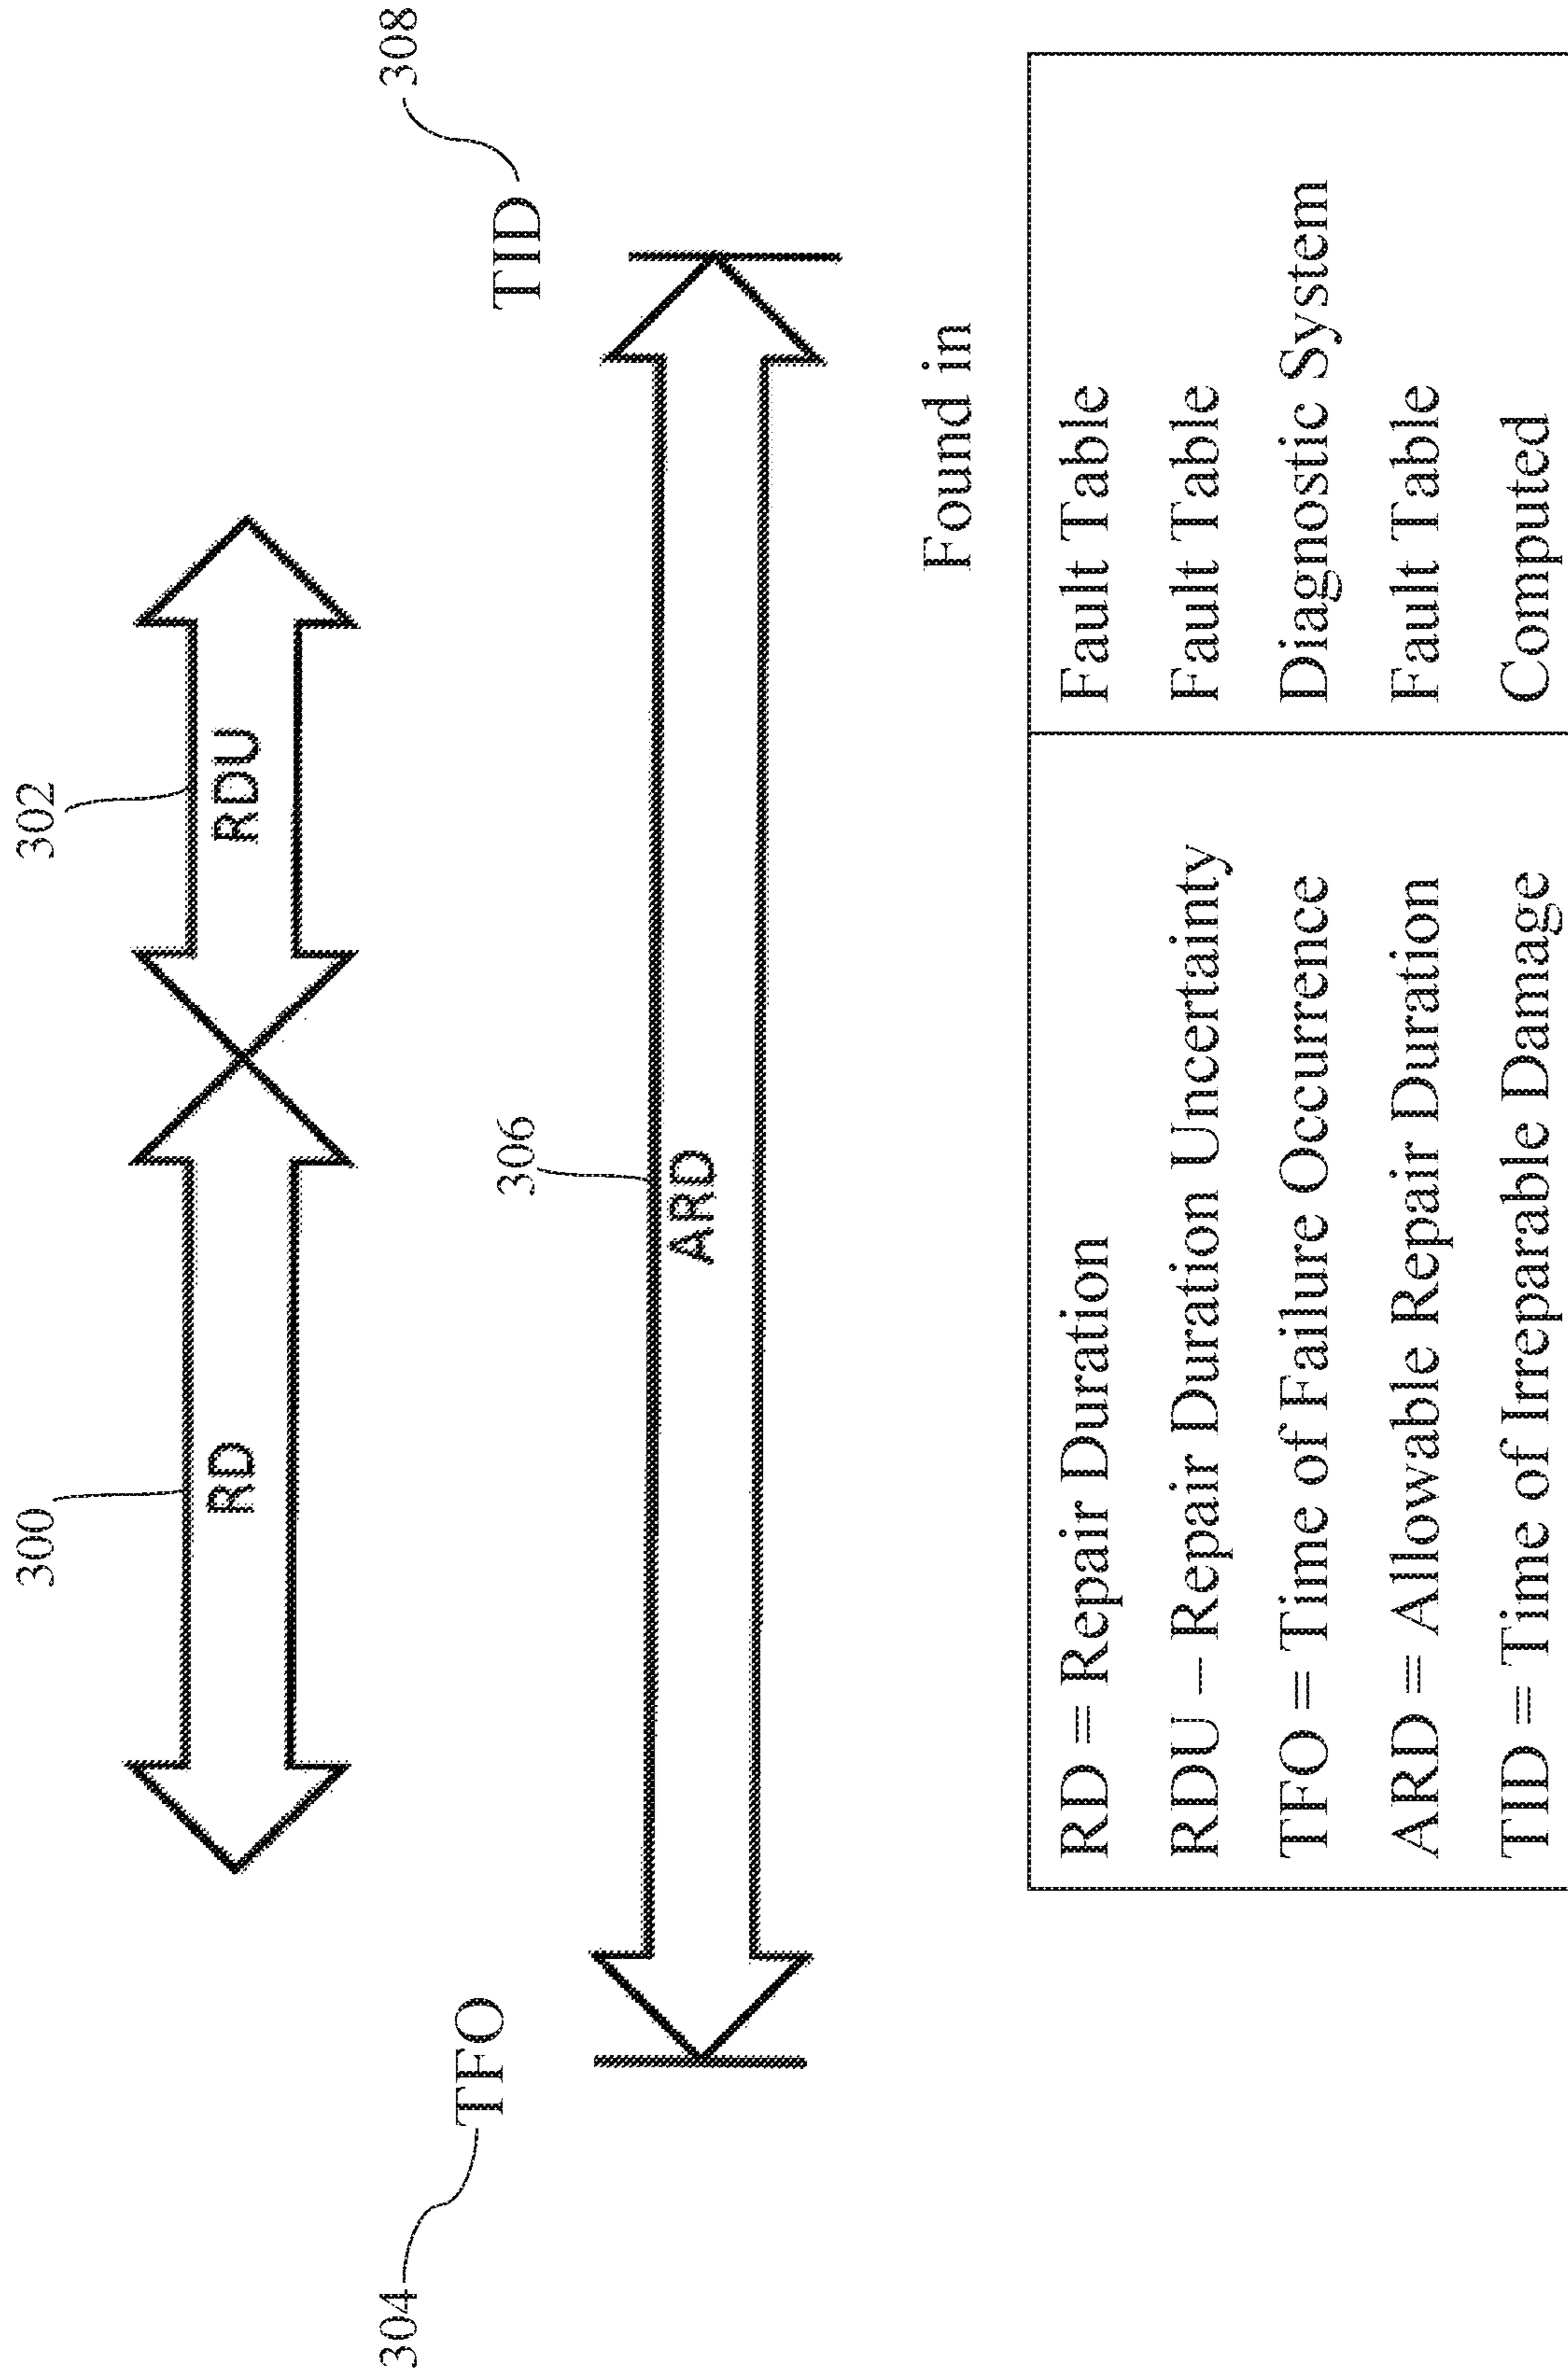 300
302
RD
RDU
304
TFO
306
ARD
TID
308
Found in
RD = Repair Duration Fault Table
RDU – Repair Duration Uncertainty Fault Table
TFO = Time of Failure Occurrence Diagnostic System
ARD = Allowable Repair Duration Fault Table
TID = Time of Irreparable Damage Computed